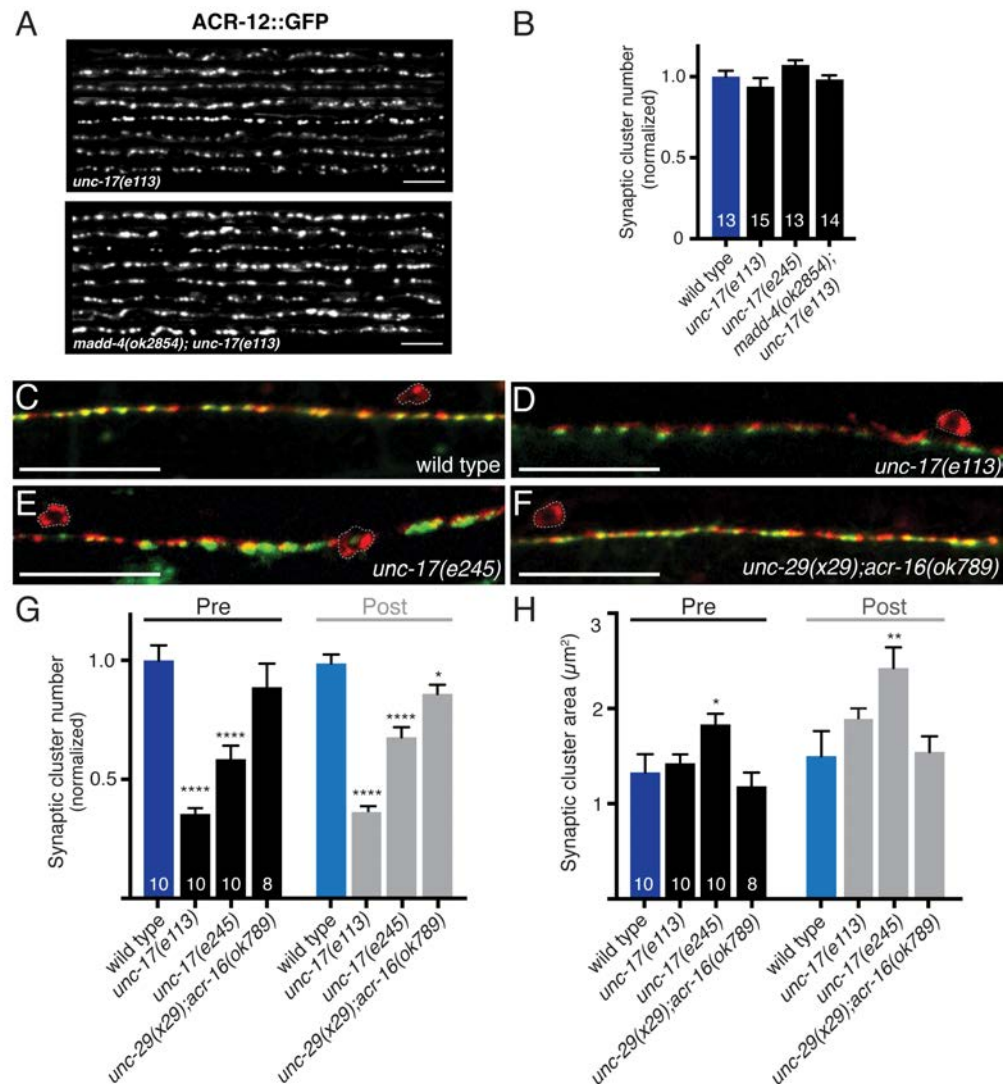 A
ACR-12::GFP
unc-17(e113)
madd-4(ok2854); unc-17(e113)
B
Synaptic cluster number
(normalized)
1.0
1.0
0
13
15
13
14
wild type
unc-17(e113)
unc-17(e245)
madd-4(ok2854);
unc-17(e113)
C
wild type
D
unc-17(e113)
E
unc-17(e245)
F
unc-29(x29);acr-16(ok789)
G
Pre
Post
Synaptic cluster number
(normalized)
1.0
0.5
****
****
****
****
*
10
10
10
8
wild type
unc-17(e113)
unc-17(e245)
unc-29(x29);acr-16(ok789)
wild type
unc-17(e113)
unc-17(e245)
unc-29(x29);acr-16(ok789)
H
Pre
Post
Synaptic cluster area (µm²)
3
2
1
*
**
10
10
10
8
wild type
unc-17(e113)
unc-17(e245)
unc-29(x29);acr-16(ok789)
wild type
unc-17(e113)
unc-17(e245)
unc-29(x29);acr-16(ok789)